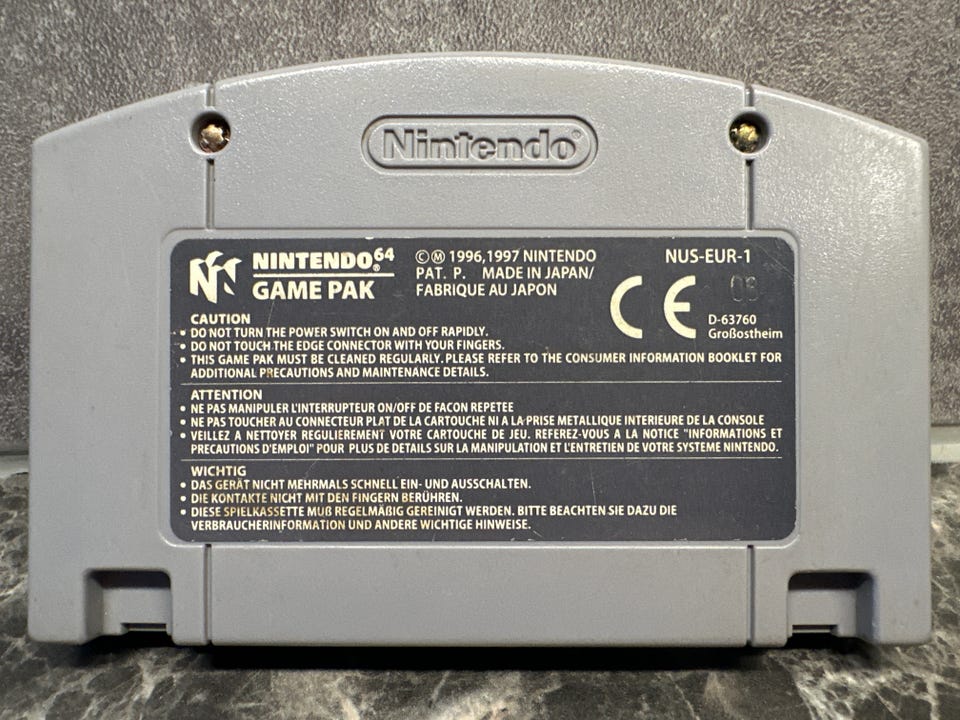 Nintendo®
NINTENDO®64
GAME PAK
©Ⓜ 1996,1997 NINTENDO
PAT. P. MADE IN JAPAN/
FABRIQUE AU JAPON
NUS-EUR-1
CE
D-63760
Großostheim
CAUTION
• DO NOT TURN THE POWER SWITCH ON AND OFF RAPIDLY.
• DO NOT TOUCH THE EDGE CONNECTOR WITH YOUR FINGERS.
• THIS GAME PAK MUST BE CLEANED REGULARLY. PLEASE REFER TO THE CONSUMER INFORMATION BOOKLET FOR
ADDITIONAL PRECAUTIONS AND MAINTENANCE DETAILS.
ATTENTION
• NE PAS MANIPULER L'INTERRUPTEUR ON/OFF DE FACON REPETEE
• NE PAS TOUCHER AU CONNECTEUR PLAT DE LA CARTOUCHE NI A LA PRISE METALLIQUE INTERIEURE DE LA CONSOLE
• VEILLEZ A NETTOYER REGULIEREMENT VOTRE CARTOUCHE DE JEU. REFEREZ-VOUS A LA NOTICE "INFORMATIONS ET
PRECAUTIONS D'EMPLOI" POUR PLUS DE DETAILS SUR LA MANIPULATION ET L'ENTRETIEN DE VOTRE SYSTEME NINTENDO.
WICHTIG
• DAS GERÄT NICHT MEHRMALS SCHNELL EIN- UND AUSSCHALTEN.
• DIE KONTAKTE NICHT MIT DEN FINGERN BERÜHREN.
• DIESE SPIELKASSETTE MUß REGELMÄßIG GEREINIGT WERDEN. BITTE BEACHTEN SIE DAZU DIE
VERBRAUCHERINFORMATION UND ANDERE WICHTIGE HINWEISE.